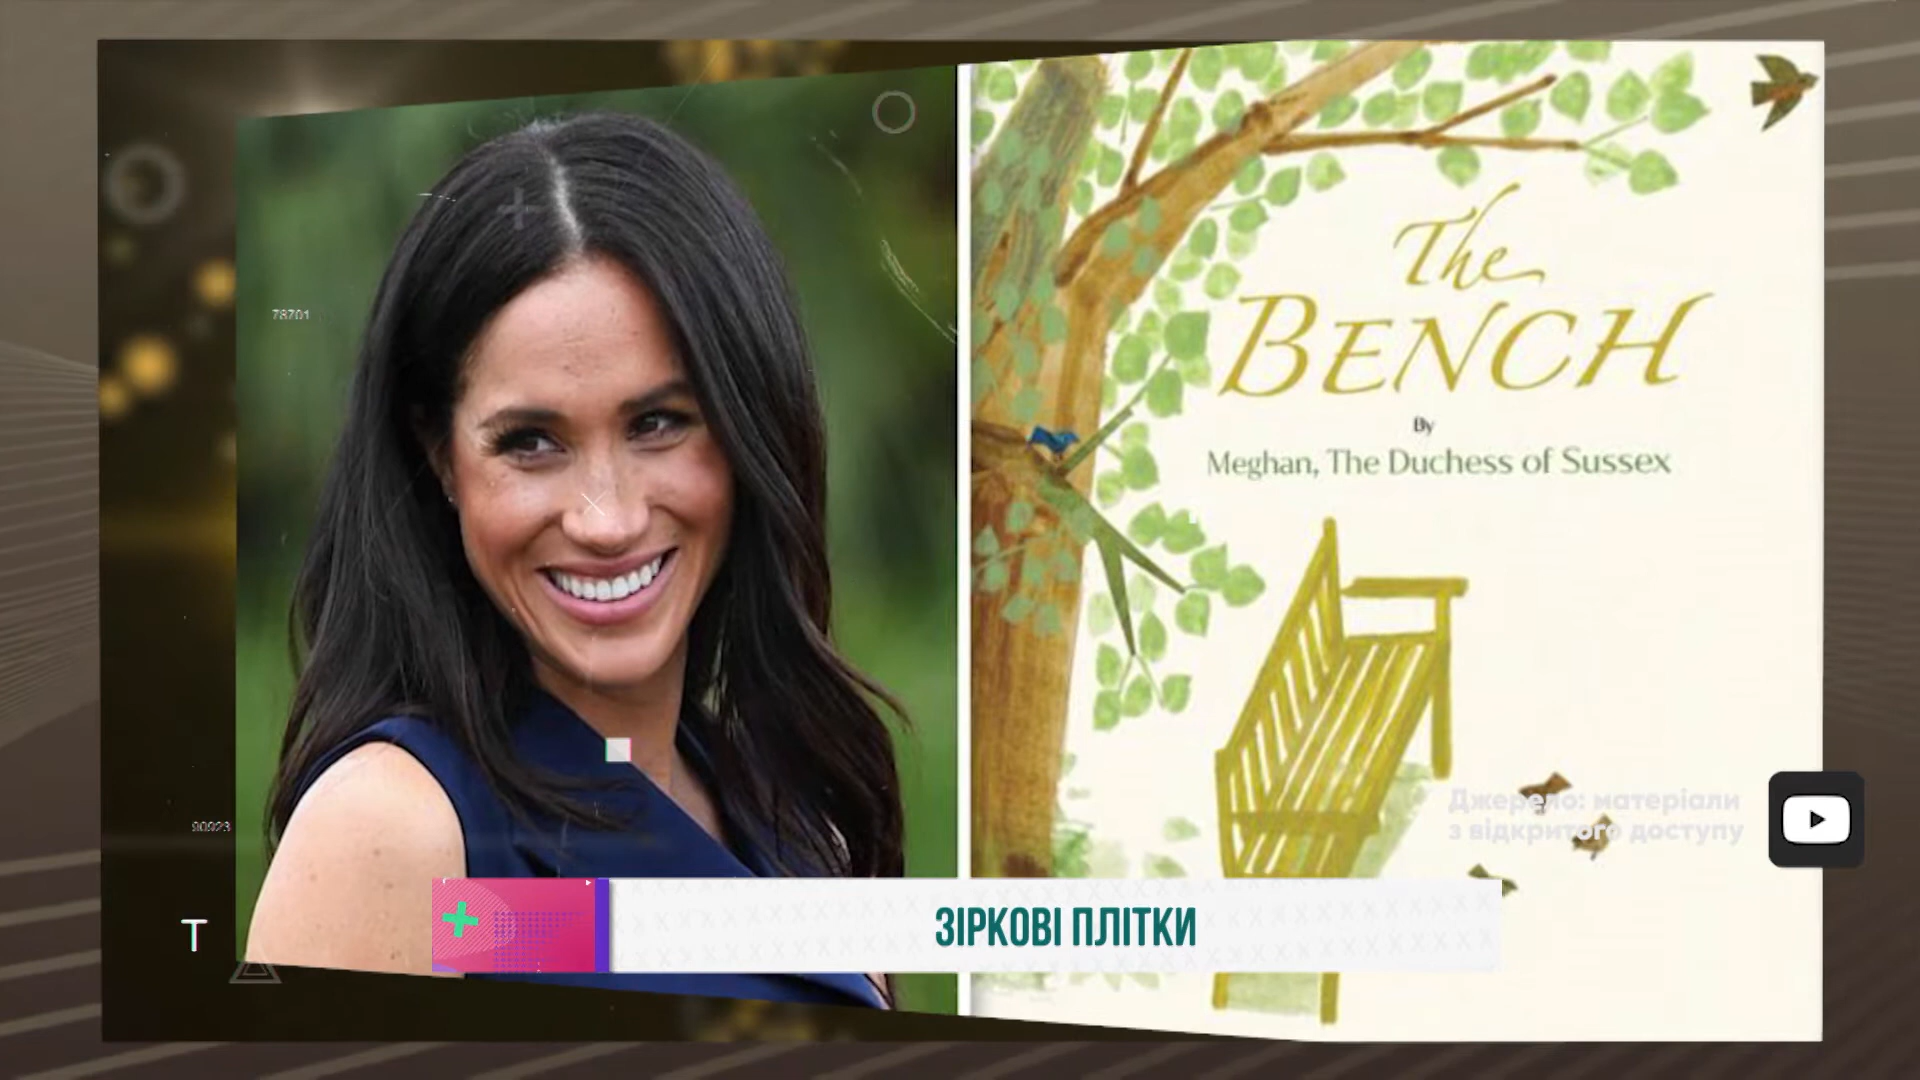 78701
The
BENCH
By
Meghan, The Duchess of Sussex
Джерело: матеріали
з відкритого доступу
90923
T
ЗІРКОВІ ПЛІТКИ